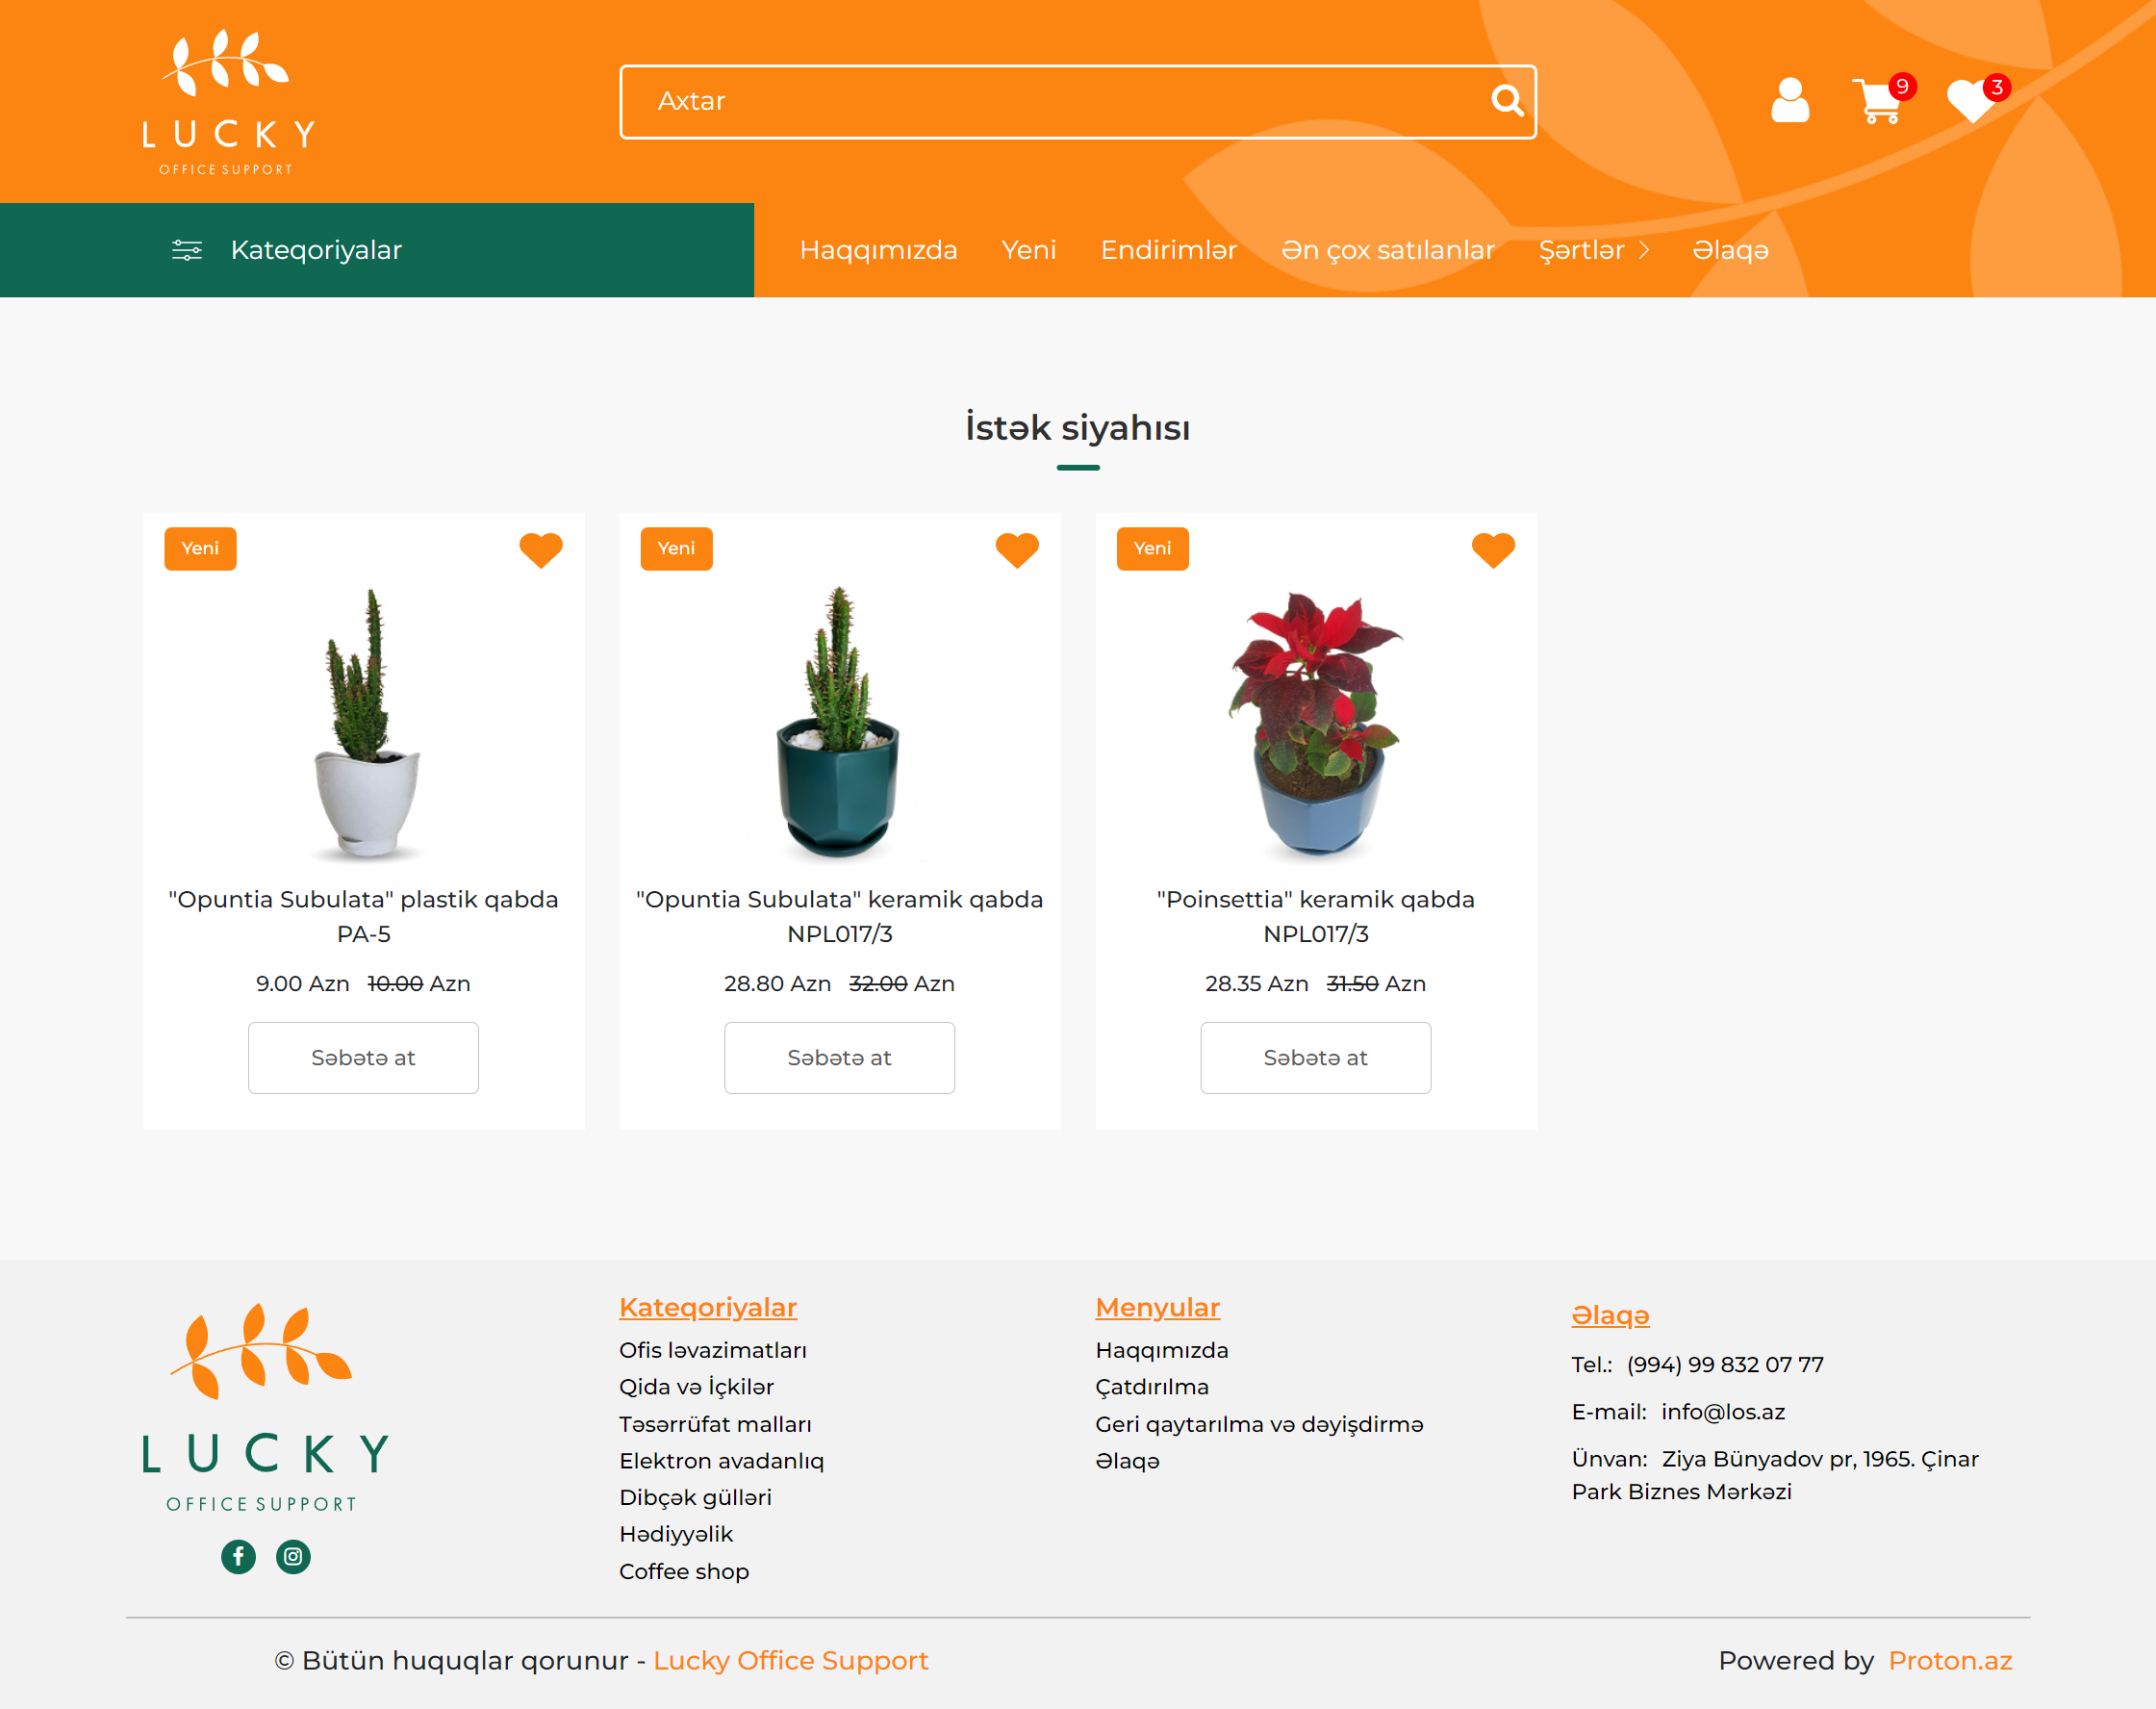 LUCKY
OFFICE SUPPORT
Axtar
9
3
Kateqoriyalar
Haqqımızda
Yeni
Endirimlər
Ən çox satılanlar
Şərtlər
Əlaqə
İstək siyahısı
Yeni
"Opuntia Subulata" plastik qabda
PA-5
9.00 Azn 10.00 Azn
Səbətə at
Yeni
"Opuntia Subulata" keramik qabda
NPL017/3
28.80 Azn 32.00 Azn
Səbətə at
Yeni
"Poinsettia" keramik qabda
NPL017/3
28.35 Azn 31.50 Azn
Səbətə at
LUCKY
OFFICE SUPPORT
Kateqoriyalar
Ofis ləvazimatları
Qida və İçkilər
Təsərrüfat malları
Elektron avadanlıq
Dibçək gülləri
Hədiyyəlik
Coffee shop
Menyular
Haqqımızda
Çatdırılma
Geri qaytarılma və dəyişdirmə
Əlaqə
Əlaqə
Tel.: (994) 99 832 07 77
E-mail: info@los.az
Ünvan: Ziya Bünyadov pr, 1965. Çinar
Park Biznes Mərkəzi
© Bütün huquqlar qorunur - Lucky Office Support
Powered by Proton.az